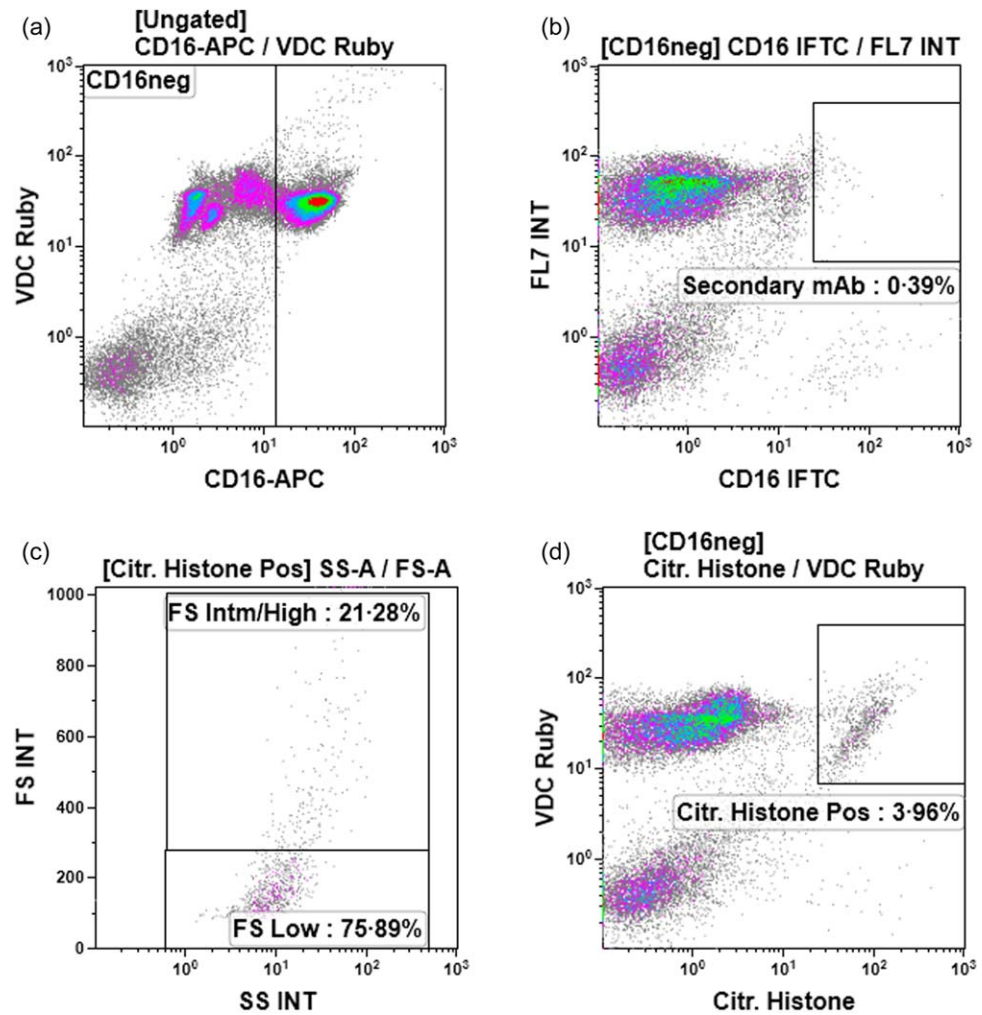 (a)
[Ungated]
CD16-APC / VDC Ruby
CD16neg
10³
10²
10¹
10⁰
VDC Ruby
10⁰ 10¹ 10² 10³
CD16-APC
(b)
[CD16neg] CD16 IFTC / FL7 INT
10³
10²
10¹
10⁰
FL7 INT
Secondary mAb : 0·39%
10⁰ 10¹ 10² 10³
CD16 IFTC
(c)
[Citr. Histone Pos] SS-A / FS-A
1000
800
600
400
200
0
FS INT
FS Intm/High : 21·28%
FS Low : 75·89%
10⁰ 10¹ 10² 10³
SS INT
(d)
[CD16neg]
Citr. Histone / VDC Ruby
10³
10²
10¹
10⁰
VDC Ruby
Citr. Histone Pos : 3·96%
10⁰ 10¹ 10² 10³
Citr. Histone